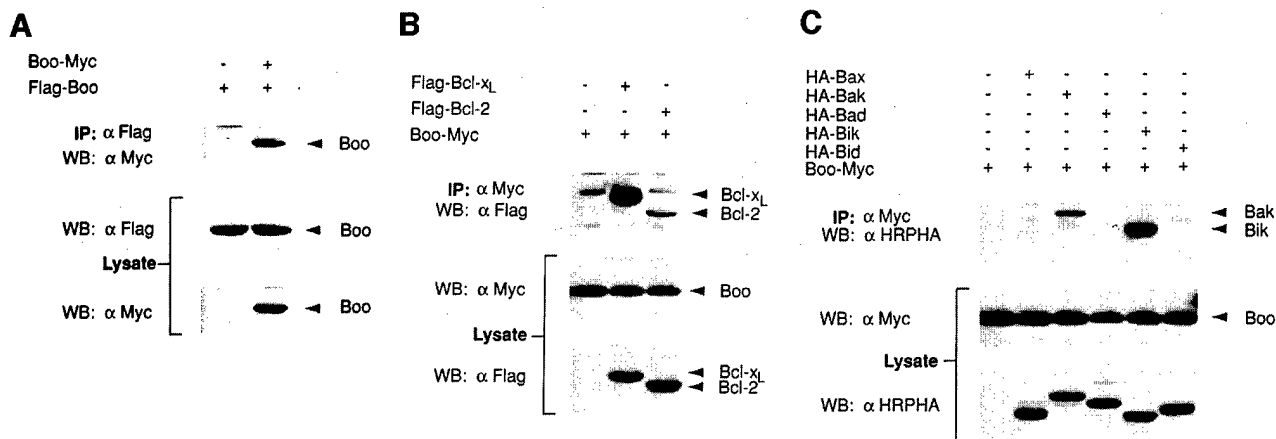 A
Boo-Myc - +
Flag-Boo + +
IP: α Flag
WB: α Myc
Boo
WB: α Flag
Boo
Lysate
WB: α Myc
Boo
B
Flag-Bcl-xL - + -
Flag-Bcl-2 - - +
Boo-Myc + + +
IP: α Myc
WB: α Flag
Bcl-xL
Bcl-2
WB: α Myc
Boo
Lysate
WB: α Flag
Bcl-xL
Bcl-2
C
HA-Bax - + - - - -
HA-Bak - - + - - -
HA-Bad - - - + - -
HA-Bik - - - - + -
HA-Bid - - - - - +
Boo-Myc + + + + + +
IP: α Myc
WB: α HRPHA
Bak
Bik
WB: α Myc
Boo
Lysate
WB: α HRPHA